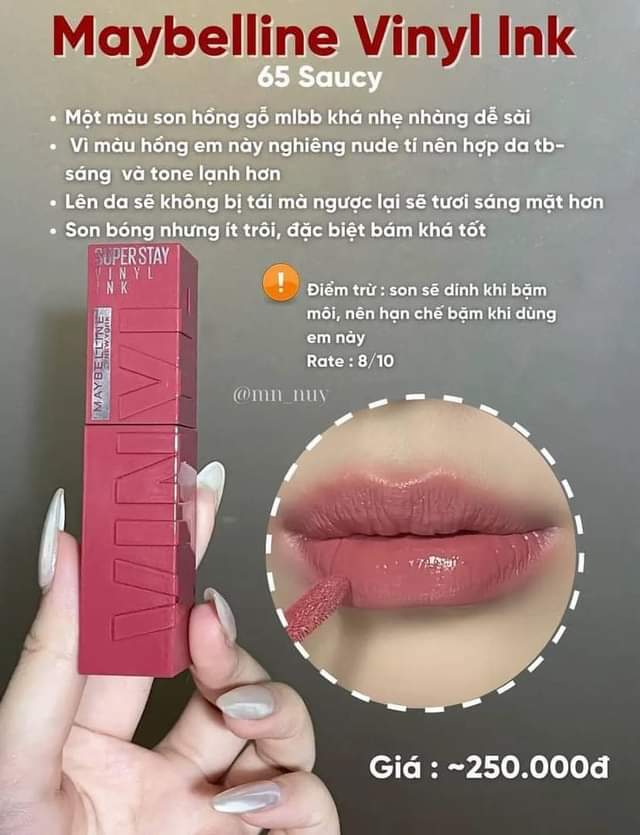 Maybelline Vinyl Ink
65 Saucy
• Một màu son hồng gỗ mlbb khá nhẹ nhàng dễ sài
• Vì màu hồng em này nghiêng nude tí nên hợp da tb-
sáng và tone lạnh hơn
• Lên da sẽ không bị tái mà ngược lại sẽ tươi sáng mặt hơn
• Son bóng nhưng ít trôi, đặc biệt bám khá tốt
SUPERSTAY
VINYL
INK
MAYBELLINE
NEW YORK
VINYL
!
Điểm trừ : son sẽ dính khi bặm
môi, nên hạn chế bặm khi dùng
em này
Rate : 8/10
@mn_nuy
Giá : ~250.000đ